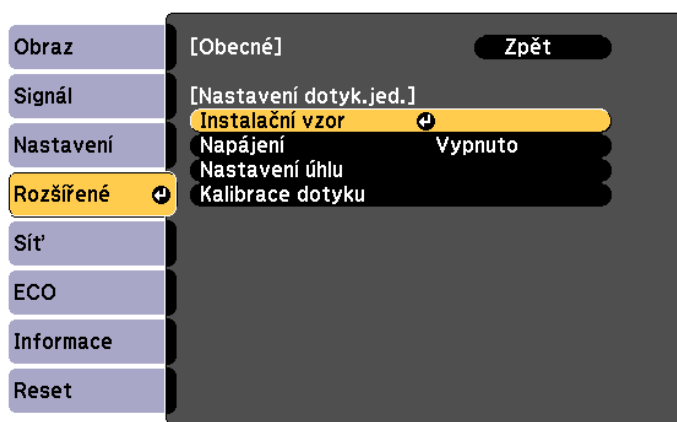 Obraz
Signál
Nastavení
Rozšířené
Síť
ECO
Informace
Reset
[Obecné] Zpět
[Nastavení dotyk.jed.]
Instalační vzor
Napájení Vypnuto
Nastavení úhlu
Kalibrace dotyku